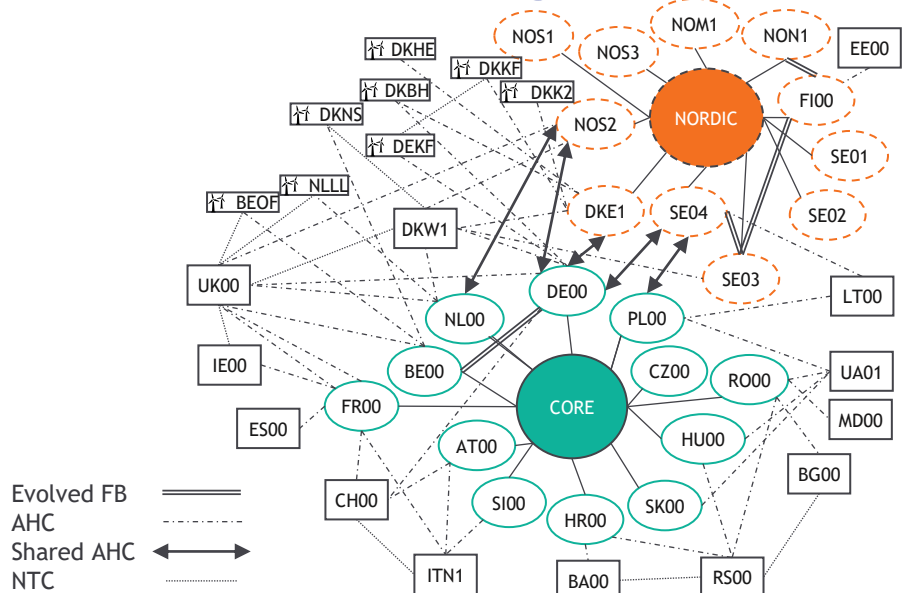 NOM1
NOS1
NON1
NOS3
DKHE
EE00
DKKF
DKBH
DKK2
FI00
DKNS
NOS2
NORDIC
DEKF
SE01
NLLL
BEOF
DKE1
SE04
SE02
DKW1
SE03
UK00
DE00
LT00
NL00
PL00
IE00
BE00
CZ00
RO00
UA01
FR00
CORE
ES00
MD00
AT00
HU00
BG00
CH00
SI00
SK00
HR00
ITN1
BA00
RS00
Evolved FB
AHC
Shared AHC
NTC